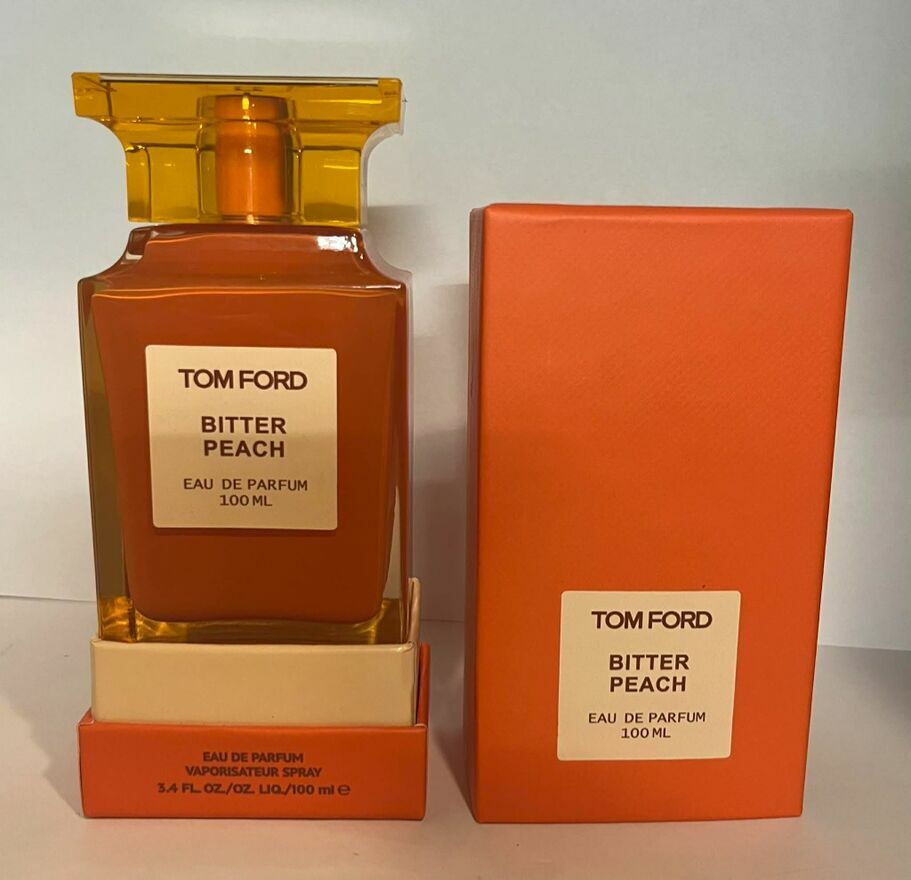 TOM FORD
BITTER
PEACH
EAU DE PARFUM
100 ML
EAU DE PARFUM
VAPORISATEUR SPRAY
3.4 FL. OZ./OZ. LIQ./100 ml ℮
TOM FORD
BITTER
PEACH
EAU DE PARFUM
100 ML